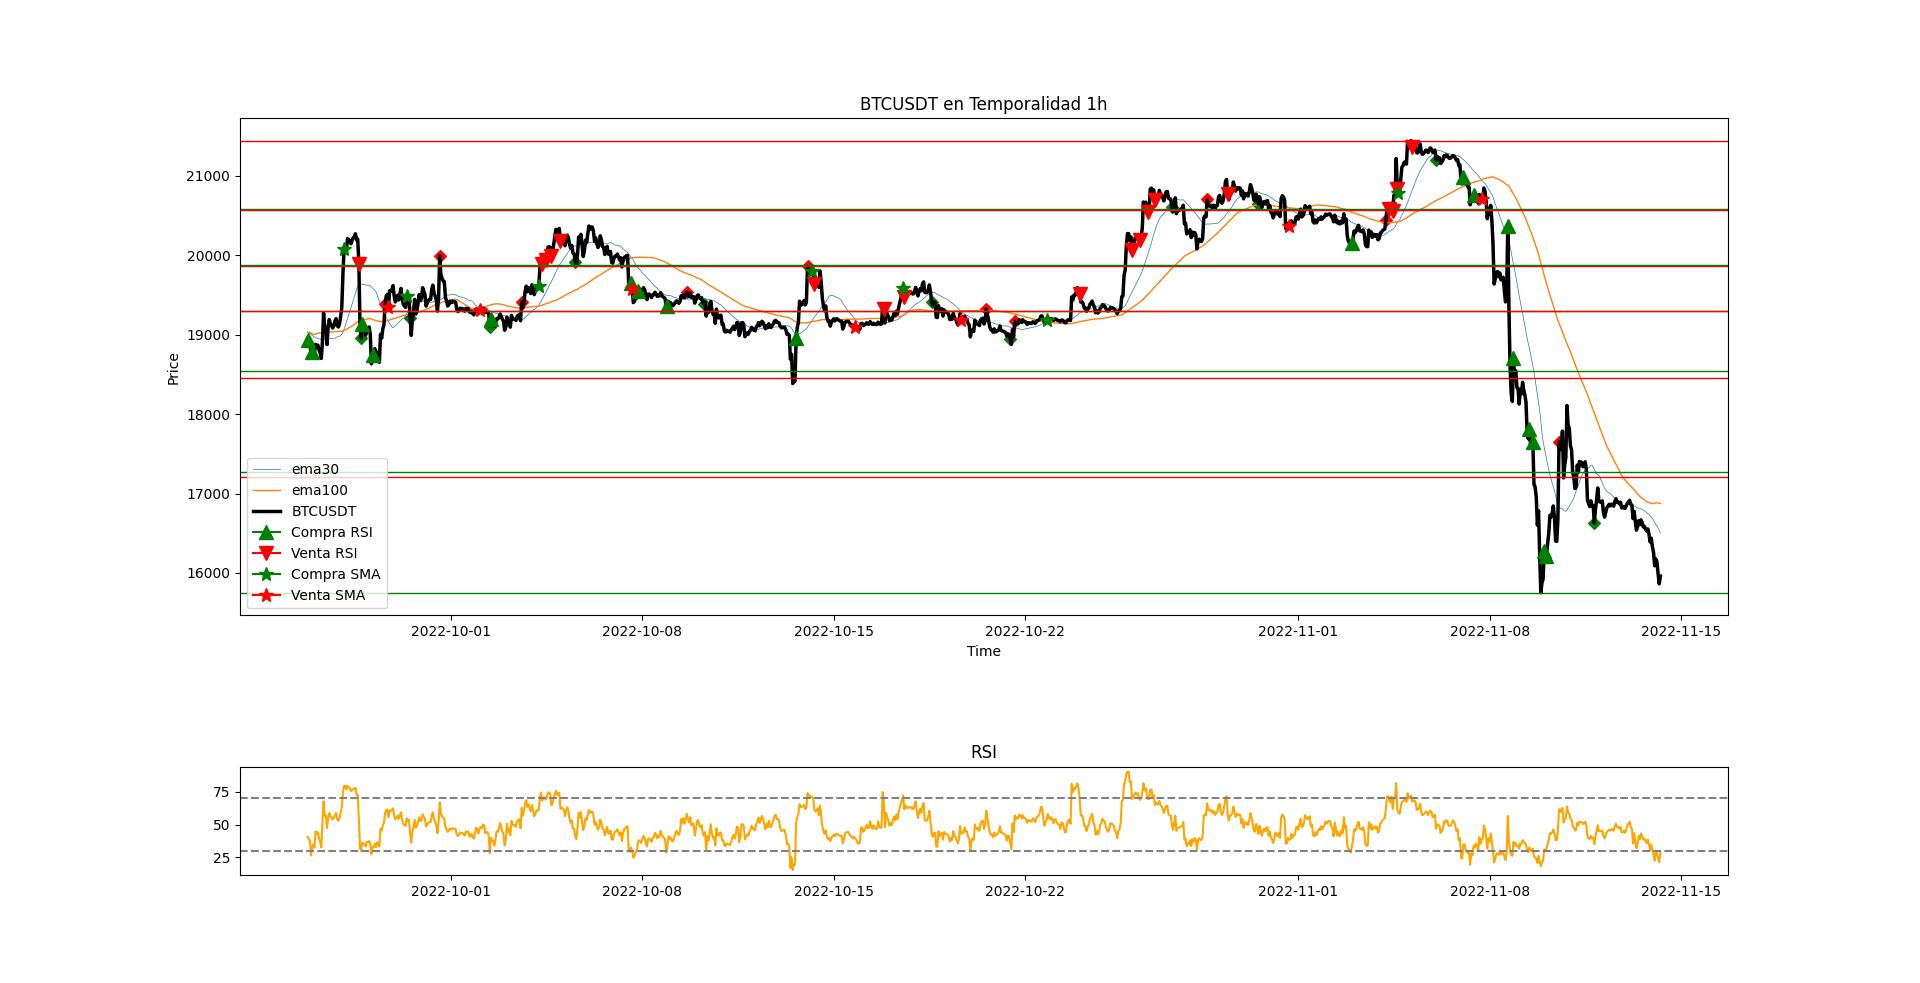 BTCUSDT en Temporalidad 1h
21000
20000
19000
18000
17000
16000
Price
ema30
ema100
BTCUSDT
Compra RSI
Venta RSI
Compra SMA
Venta SMA
2022-10-01 2022-10-08 2022-10-15 2022-10-22 2022-11-01 2022-11-08 2022-11-15
Time
RSI
75
50
25
2022-10-01 2022-10-08 2022-10-15 2022-10-22 2022-11-01 2022-11-08 2022-11-15